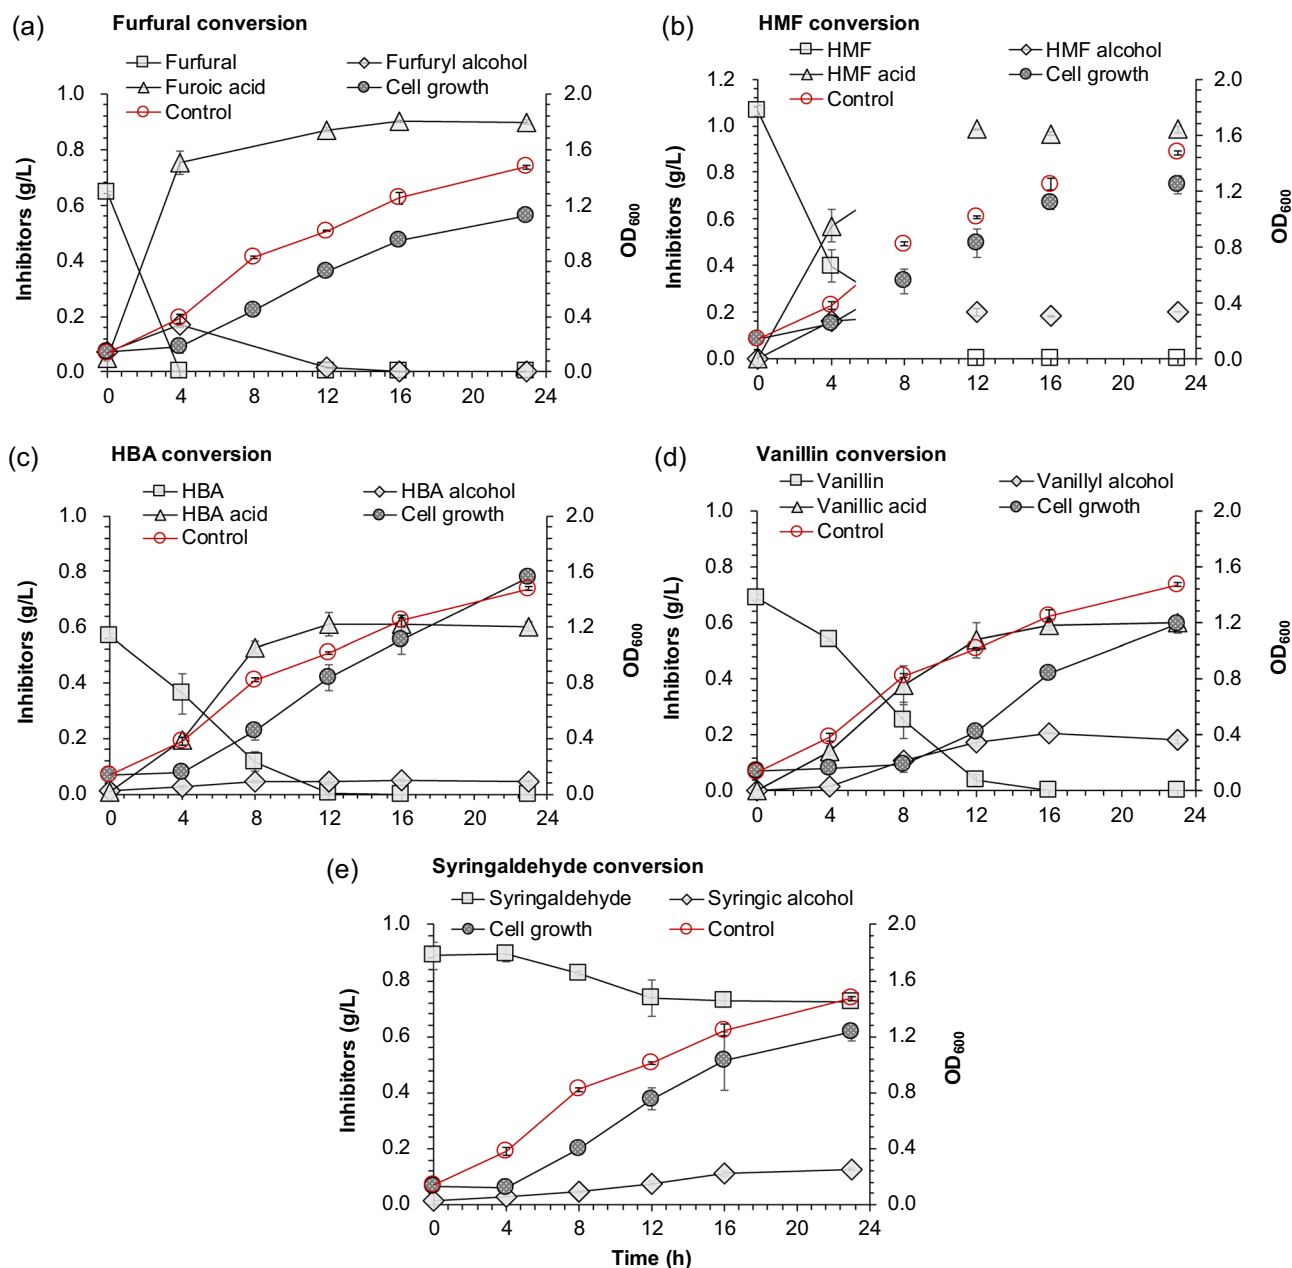 (a) Furfural conversion
Furfural Furfuryl alcohol
Furoic acid Cell growth
Control
1.0 2.0
0.8 1.6
0.6 1.2
0.4 0.8
0.2 0.4
0.0 0.0
Inhibitors (g/L)
OD600
0 4 8 12 16 20 24
(b) HMF conversion
HMF HMF alcohol
HMF acid Cell growth
Control
1.2 2.0
1.0 1.6
0.8 1.2
0.6
0.4 0.8
0.2 0.4
0.0 0.0
Inhibitors (g/L)
OD600
0 4 8 12 16 20 24
(c) HBA conversion
HBA HBA alcohol
HBA acid Cell growth
Control
1.0 2.0
0.8 1.6
0.6 1.2
0.4 0.8
0.2 0.4
0.0 0.0
Inhibitors (g/L)
OD600
0 4 8 12 16 20 24
(d) Vanillin conversion
Vanillin Vanillyl alcohol
Vanillic acid Cell grwoth
Control
1.0 2.0
0.8 1.6
0.6 1.2
0.4 0.8
0.2 0.4
0.0 0.0
Inhibitors (g/L)
OD600
0 4 8 12 16 20 24
(e) Syringaldehyde conversion
Syringaldehyde Syringic alcohol
Cell growth Control
1.0 2.0
0.8 1.6
0.6 1.2
0.4 0.8
0.2 0.4
0.0 0.0
Inhibitors (g/L)
OD600
0 4 8 12 16 20 24
Time (h)